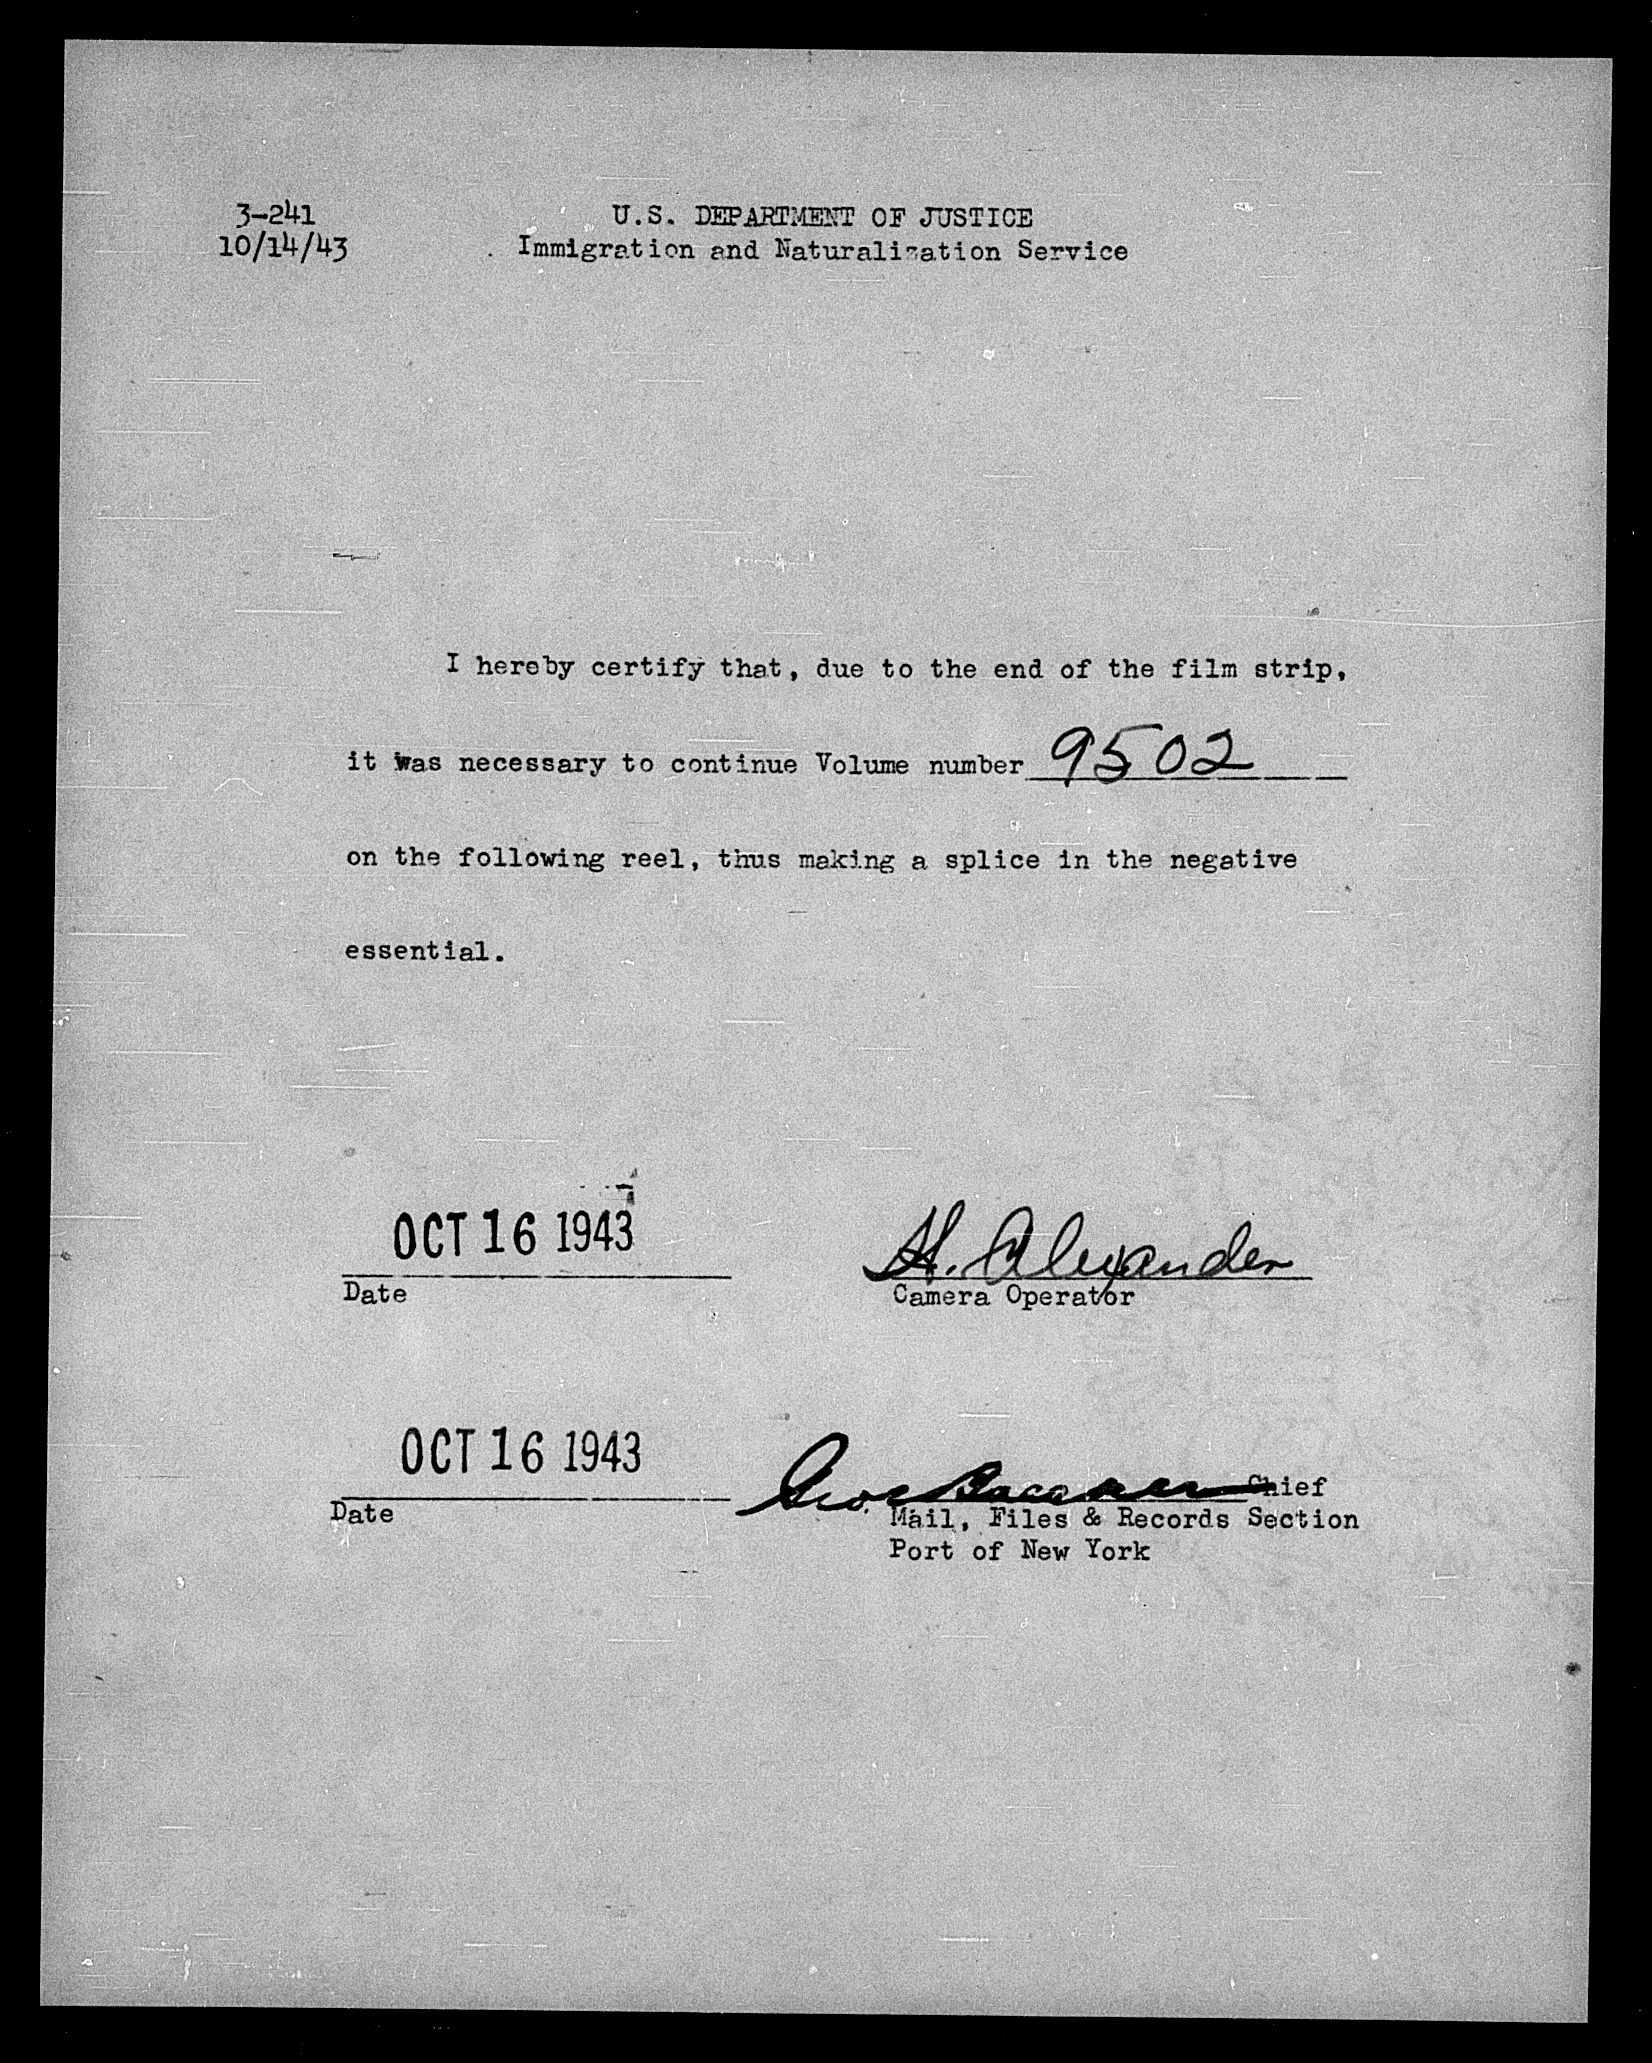 3-241
10/14/43
U.S. DEPARTMENT OF JUSTICE
Immigration and Naturalization Service
I hereby certify that, due to the end of the film strip,
it was necessary to continue Volume number 9502
on the following reel, thus making a splice in the negative
essential.
OCT 16 1943
Date
H. Alexander
Camera Operator
OCT 16 1943
Date
Geo. Chief
Mail, Files & Records Section
Port of New York